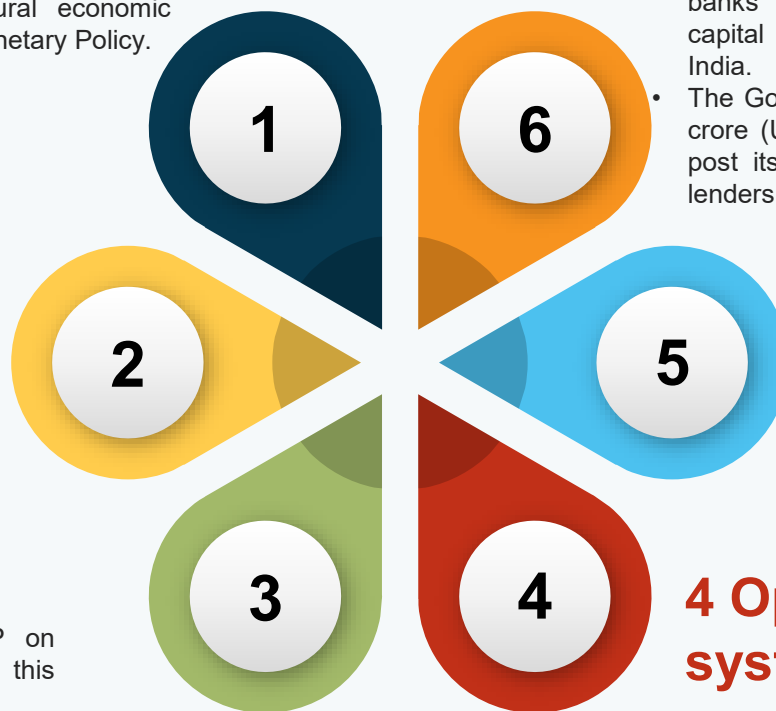 economic
netary Policy.
1
2
3
on
this
6
banks
capital
India.
• The Go
crore (U
post its
lenders
5
4
4 Op
syst